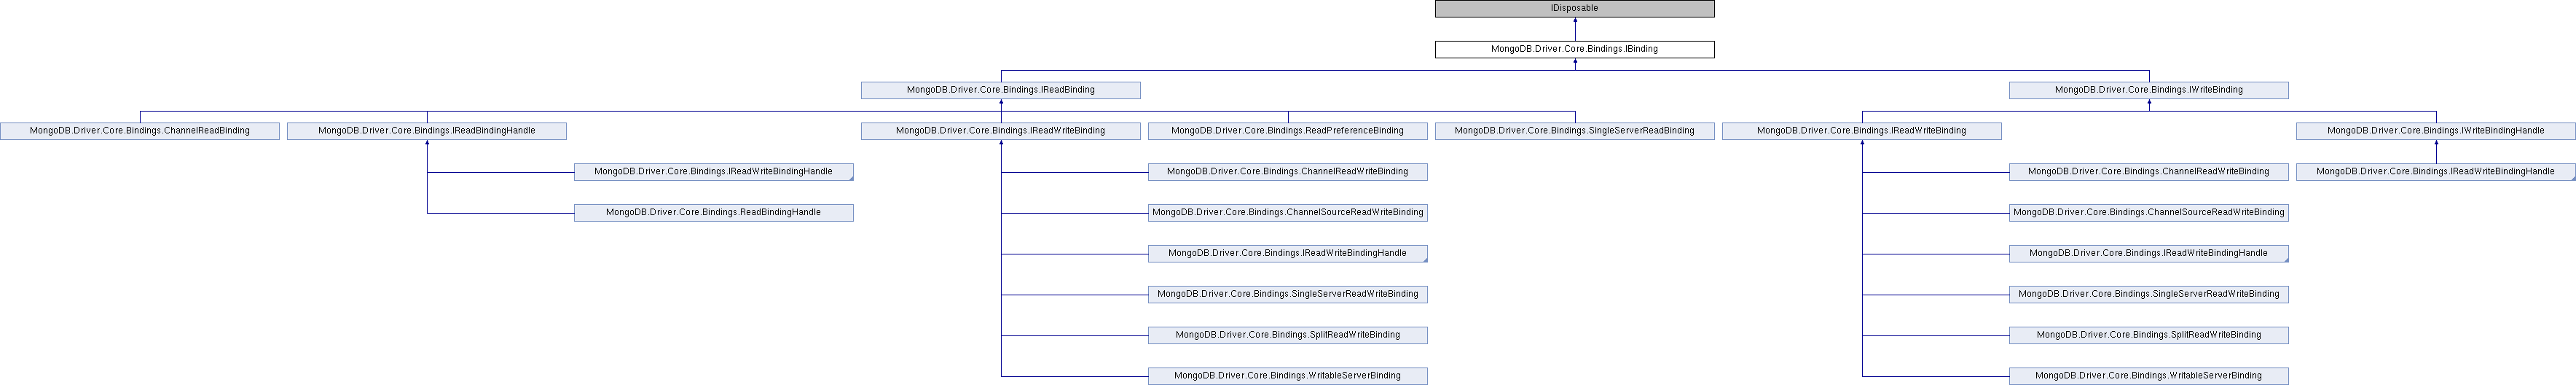 IDisposable
MongoDB.Driver.Core.Bindings.IBinding
MongoDB.Driver.Core.Bindings.IReadBinding
MongoDB.Driver.Core.Bindings.IWriteBinding
MongoDB.Driver.Core.Bindings.ChannelReadBinding
MongoDB.Driver.Core.Bindings.IReadBindingHandle
MongoDB.Driver.Core.Bindings.IReadWriteBinding
MongoDB.Driver.Core.Bindings.ReadPreferenceBinding
MongoDB.Driver.Core.Bindings.SingleServerReadBinding
MongoDB.Driver.Core.Bindings.IReadWriteBinding
MongoDB.Driver.Core.Bindings.IWriteBindingHandle
MongoDB.Driver.Core.Bindings.IReadWriteBindingHandle
MongoDB.Driver.Core.Bindings.ChannelReadWriteBinding
MongoDB.Driver.Core.Bindings.ChannelReadWriteBinding
MongoDB.Driver.Core.Bindings.IReadWriteBindingHandle
MongoDB.Driver.Core.Bindings.ReadBindingHandle
MongoDB.Driver.Core.Bindings.ChannelSourceReadWriteBinding
MongoDB.Driver.Core.Bindings.ChannelSourceReadWriteBinding
MongoDB.Driver.Core.Bindings.IReadWriteBindingHandle
MongoDB.Driver.Core.Bindings.IReadWriteBindingHandle
MongoDB.Driver.Core.Bindings.SingleServerReadWriteBinding
MongoDB.Driver.Core.Bindings.SingleServerReadWriteBinding
MongoDB.Driver.Core.Bindings.SplitReadWriteBinding
MongoDB.Driver.Core.Bindings.SplitReadWriteBinding
MongoDB.Driver.Core.Bindings.WritableServerBinding
MongoDB.Driver.Core.Bindings.WritableServerBinding